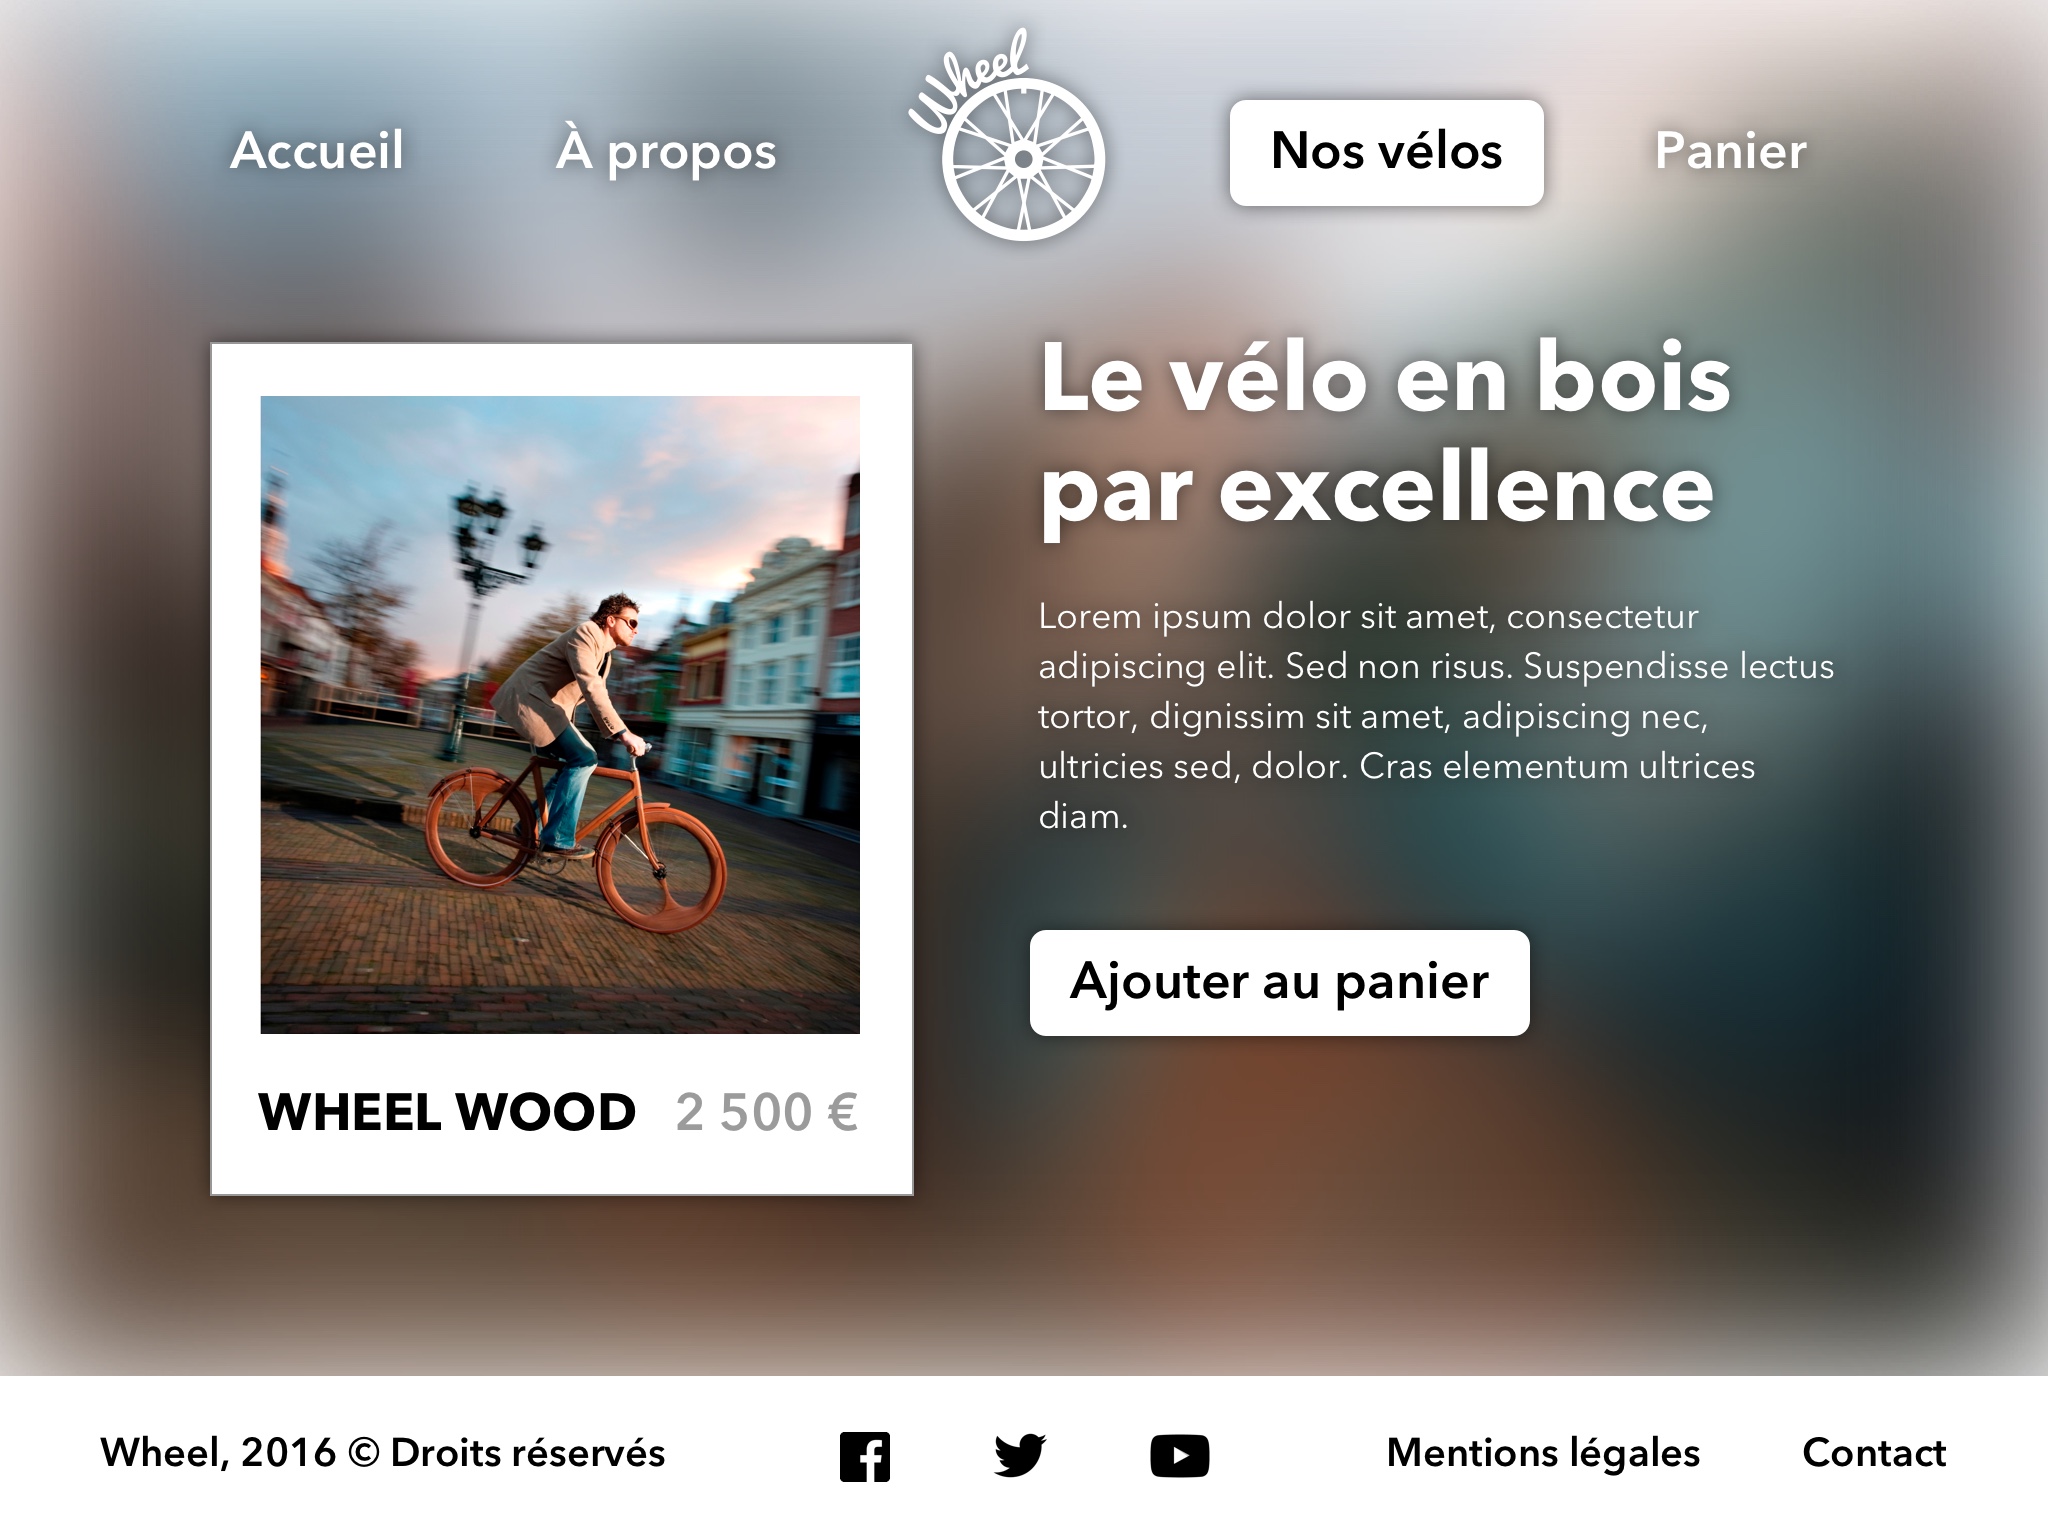 Wheel
Accueil
À propos
Nos vélos
Panier
Le vélo en bois
par excellence
Lorem ipsum dolor sit amet, consectetur
adipiscing elit. Sed non risus. Suspendisse lectus
tortor, dignissim sit amet, adipiscing nec,
ultricies sed, dolor. Cras elementum ultrices
diam.
Ajouter au panier
WHEEL WOOD 2 500 €
Wheel, 2016 © Droits réservés
Mentions légales
Contact